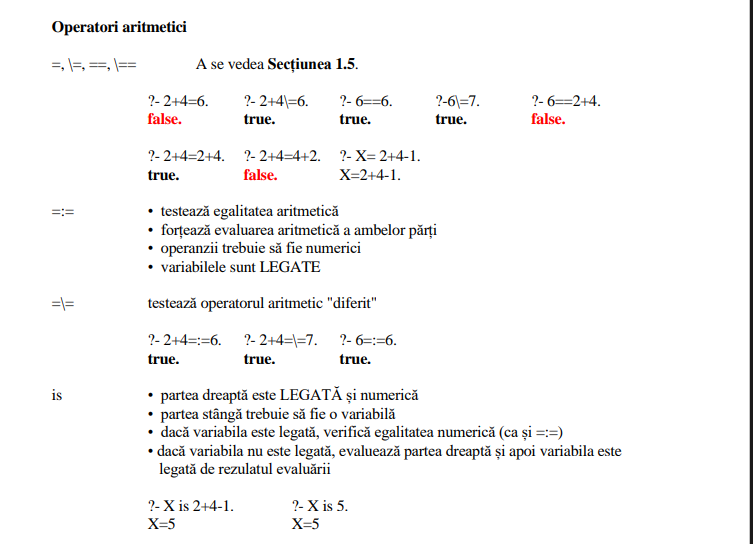 Operatori aritmetici
=, \=, ==, \== A se vedea Secțiunea 1.5.
?- 2+4=6. ?- 2+4\=6. ?- 6==6. ?-6\=7. ?- 6==2+4.
false. true. true. true. false.
?- 2+4=2+4. ?- 2+4=4+2. ?- X= 2+4-1.
true. false. X=2+4-1.
=:= • testează egalitatea aritmetică
• forțează evaluarea aritmetică a ambelor părți
• operanzii trebuie să fie numerici
• variabilele sunt LEGATE
=\= testează operatorul aritmetic "diferit"
?- 2+4=:=6. ?- 2+4=\=7. ?- 6=:=6.
true. true. true.
is • partea dreaptă este LEGATĂ și numerică
• partea stângă trebuie să fie o variabilă
• dacă variabila este legată, verifică egalitatea numerică (ca și =:=)
• dacă variabila nu este legată, evaluează partea dreaptă și apoi variabila este
legată de rezulatul evaluării
?- X is 2+4-1. ?- X is 5.
X=5 X=5